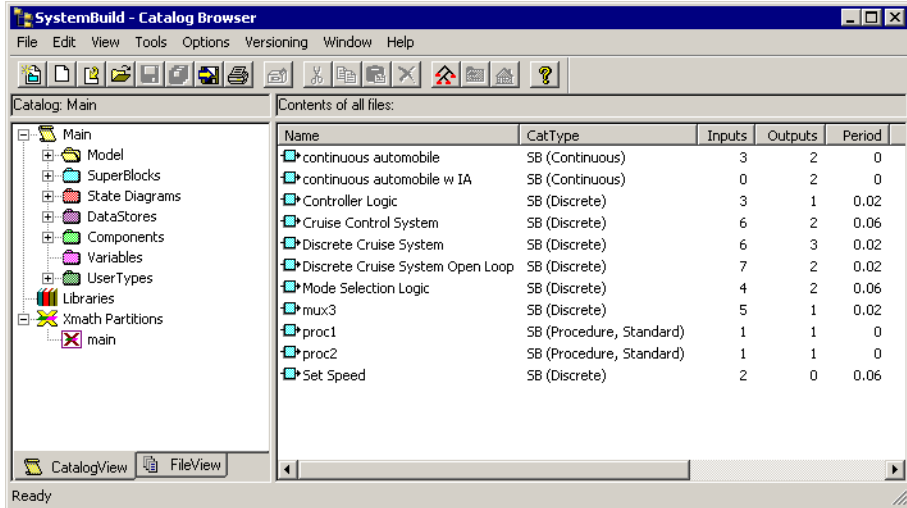 SystemBuild - Catalog Browser
File Edit View Tools Options Versioning Window Help
Catalog: Main
Contents of all files:
Main
Model
SuperBlocks
State Diagrams
DataStores
Components
Variables
UserTypes
Libraries
Xmath Partitions
main
Name CatType Inputs Outputs Period
continuous automobile SB (Continuous) 3 2 0
continuous automobile w IA SB (Continuous) 0 2 0
Controller Logic SB (Discrete) 3 1 0.02
Cruise Control System SB (Discrete) 6 2 0.06
Discrete Cruise System SB (Discrete) 6 3 0.02
Discrete Cruise System Open Loop SB (Discrete) 7 2 0.02
Mode Selection Logic SB (Discrete) 4 2 0.06
mux3 SB (Discrete) 5 1 0.02
proc1 SB (Procedure, Standard) 1 1 0
proc2 SB (Procedure, Standard) 1 1 0
Set Speed SB (Discrete) 2 0 0.06
CatalogView FileView
Ready